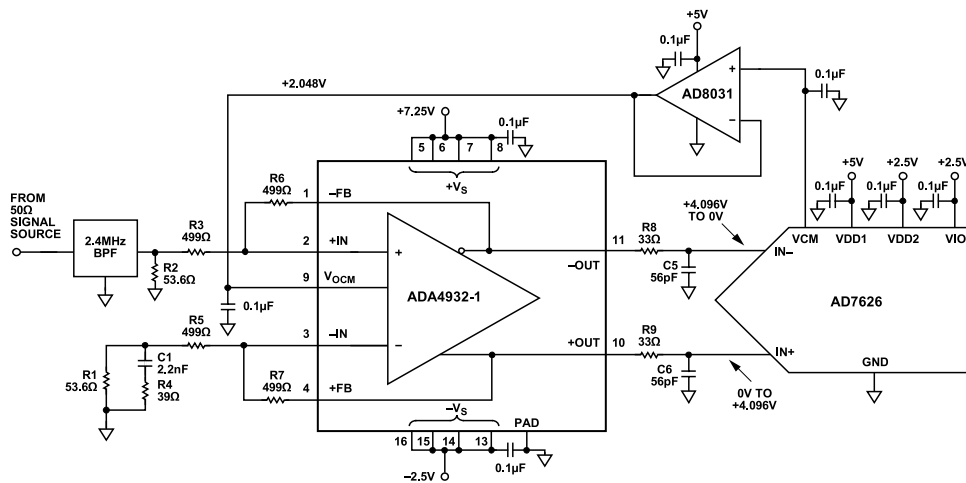 +5V
0.1µF
+
AD8031
−
0.1µF
+2.048V
+7.25V
0.1µF
5 6 7 8
+VS
+5V
+2.5V
+2.5V
0.1µF
0.1µF
0.1µF
VCM
VDD1
VDD2
VIO
FROM
50Ω
SIGNAL
SOURCE
2.4MHz
BPF
R2
53.6Ω
R3
499Ω
R6
499Ω
1
−FB
2
+IN
+
9
VOCM
0.1µF
ADA4932-1
R5
499Ω
3
−IN
−
R7
499Ω
4
+FB
R1
53.6Ω
C1
2.2nF
R4
39Ω
11
−OUT
R8
33Ω
C5
56pF
+4.096V
TO 0V
IN−
AD7626
+OUT
10
R9
33Ω
C6
56pF
IN+
0V TO
+4.096V
GND
−VS
PAD
16 15 14 13
0.1µF
−2.5V